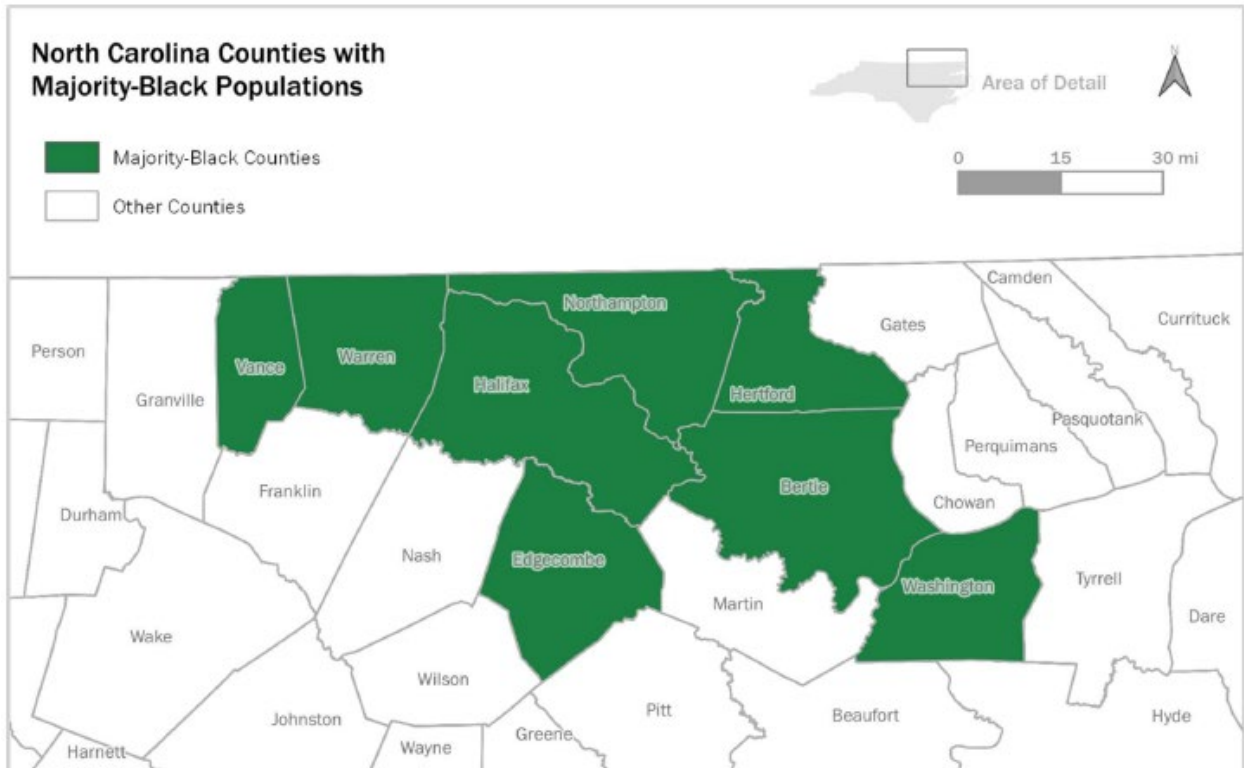 North Carolina Counties with
Majority-Black Populations
Majority-Black Counties
Other Counties
Area of Detail
N
0 15 30 mi
Camden
Northampton
Currituck
Gates
Person
Warren
Vance
Halifax
Hertford
Granville
Pasquotank
Perquimans
Bertie
Franklin
Chowan
Durham
Nash
Edgecombe
Tyrrell
Washington
Martin
Dare
Wake
Wilson
Pitt
Johnston
Beaufort
Hyde
Greene
Wayne
Harnett